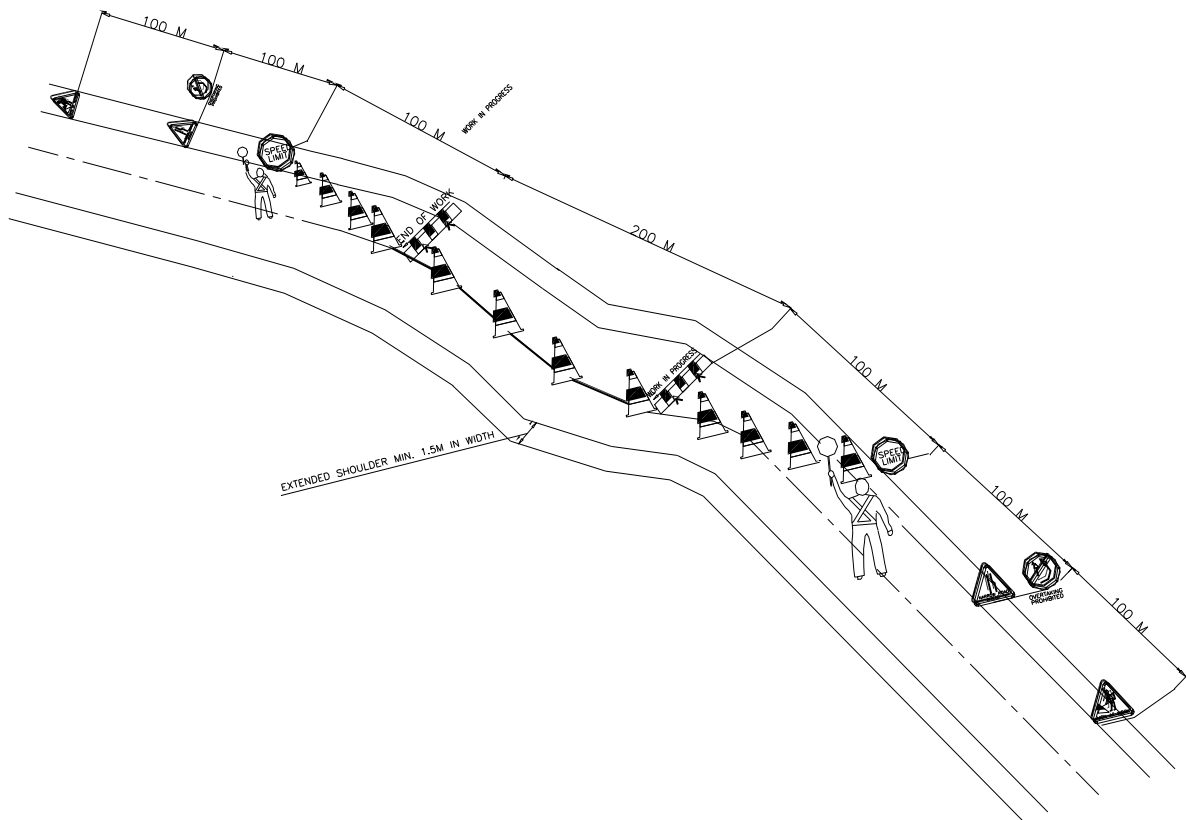 100 M
100 M
100 M
WORK IN PROGRESS
SPEED
LIMIT
END OF WORK
200 M
WORK IN PROGRESS
100 M
EXTENDED SHOULDER MIN. 1.5M IN WIDTH
SPEED
LIMIT
100 M
OVERTAKING
PROHIBITED
100 M